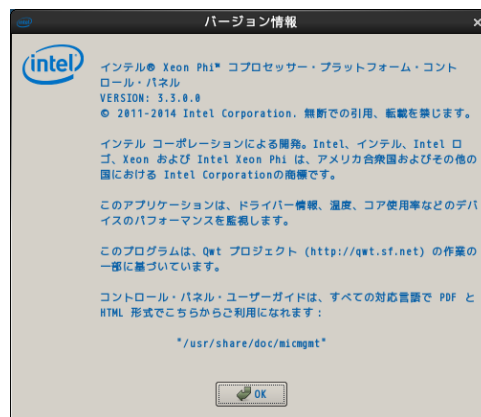 バージョン情報
intel
インテル® Xeon Phi™ コプロセッサー・プラットフォーム・コント
ロール・パネル
VERSION: 3.3.0.0
© 2011-2014 Intel Corporation. 無断での引用、転載を禁じます。
インテル コーポレーションによる開発。Intel、インテル、Intel ロ
ゴ、Xeon および Intel Xeon Phi は、アメリカ合衆国およびその他の
国における Intel Corporationの商標です。
このアプリケーションは、ドライバー情報、温度、コア使用率などのデバ
イスのパフォーマンスを監視します。
このプログラムは、Qwt プロジェクト (http://qwt.sf.net) の作業の
一部に基づいています。
コントロール・パネル・ユーザーガイドは、すべての対応言語で PDF と
HTML 形式でこちらからご利用になれます：
"/usr/share/doc/micmgmt"
OK